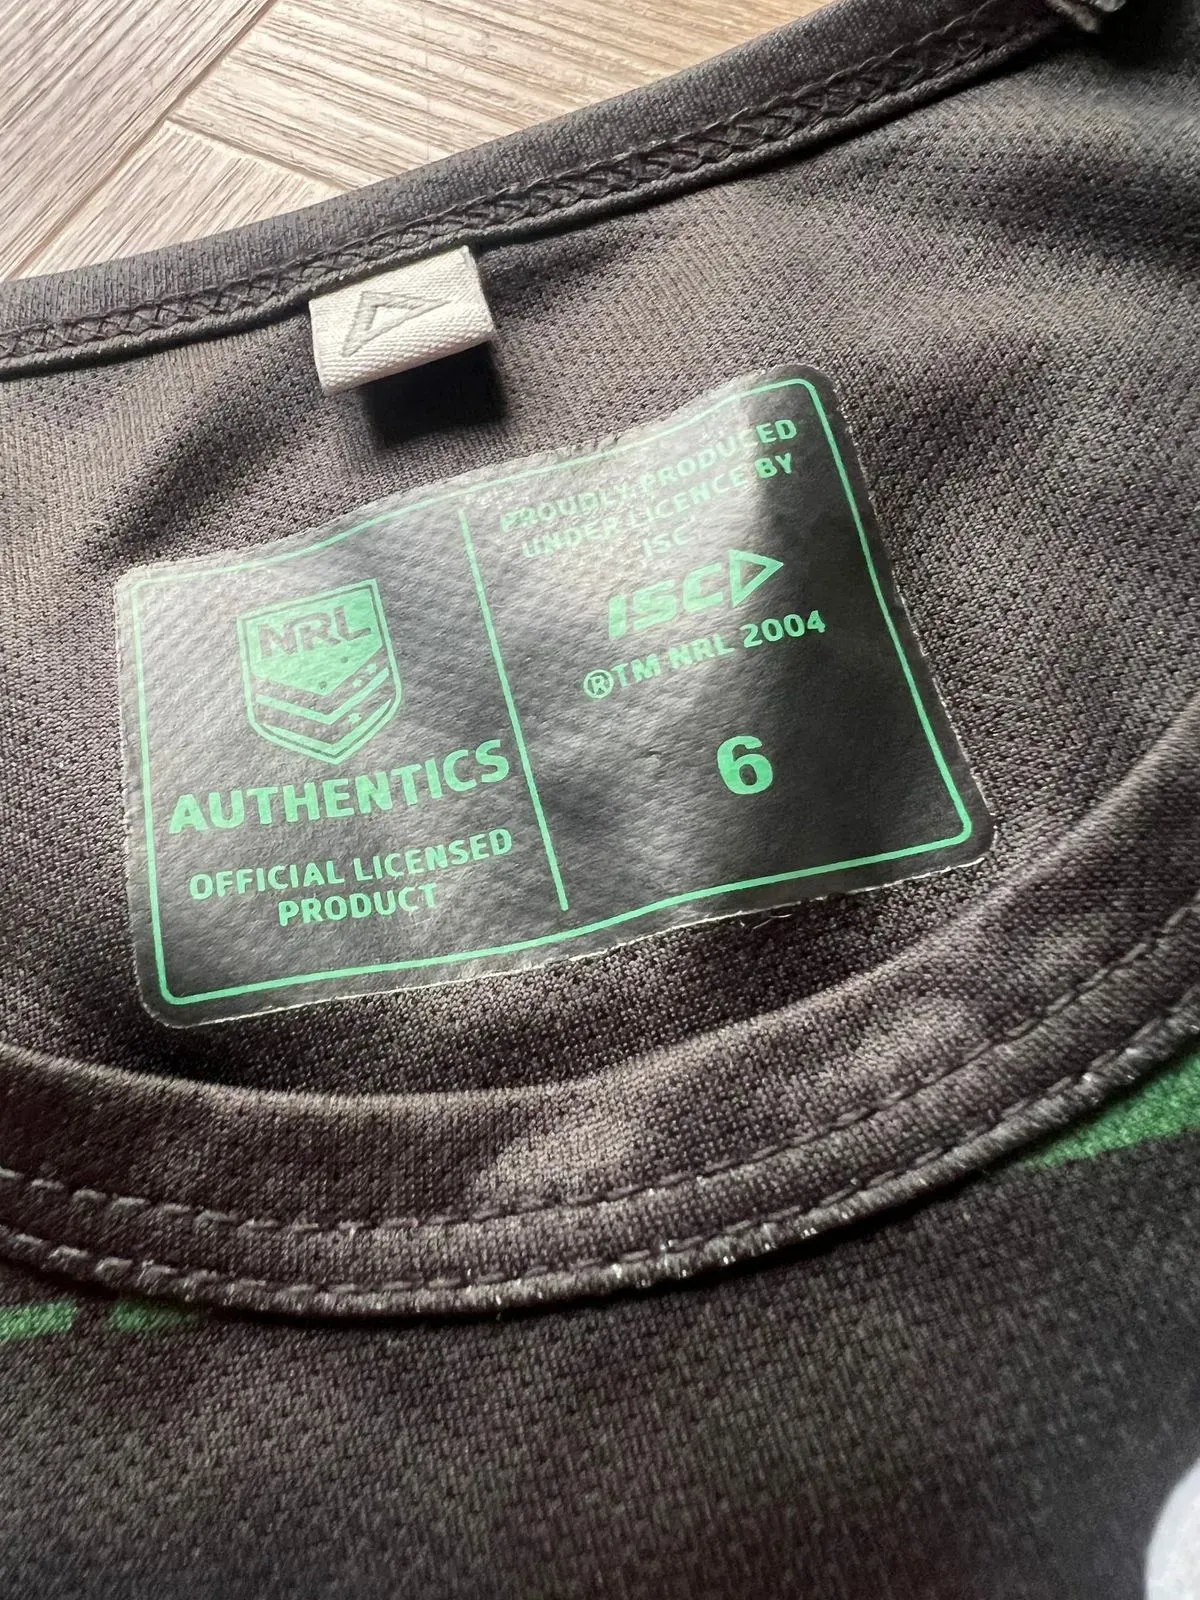 NRL
AUTHENTICS
OFFICIAL LICENSED
PRODUCT
PROUDLY PRODUCED
UNDER LICENCE BY
ISC
ISC
®TM NRL 2004
6